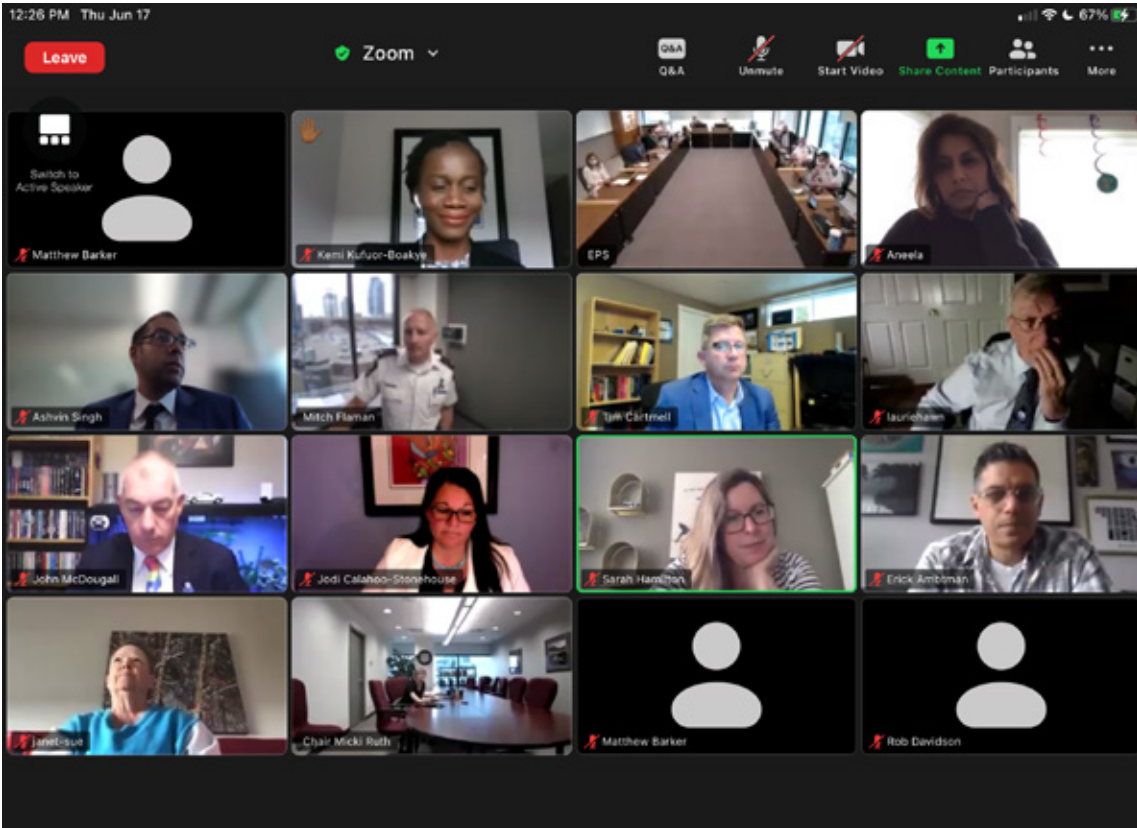 12:26 PM Thu Jun 17
67%
Leave
Zoom
Q&A
Q&A
Unmute
Start Video
Share Content
Participants
More
Switch to
Active Speaker
Matthew Barker
Kemi Kufuor-Boakye
EPS
Aneela
Ashvin Singh
Mitch Flaman
Tim Cartmell
lauriehawn
John McDougall
Jodi Calahoo-Stonehouse
Sarah Hamilton
Erick Ambtman
janet-sue
Chair Micki Ruth
Matthew Barker
Rob Davidson